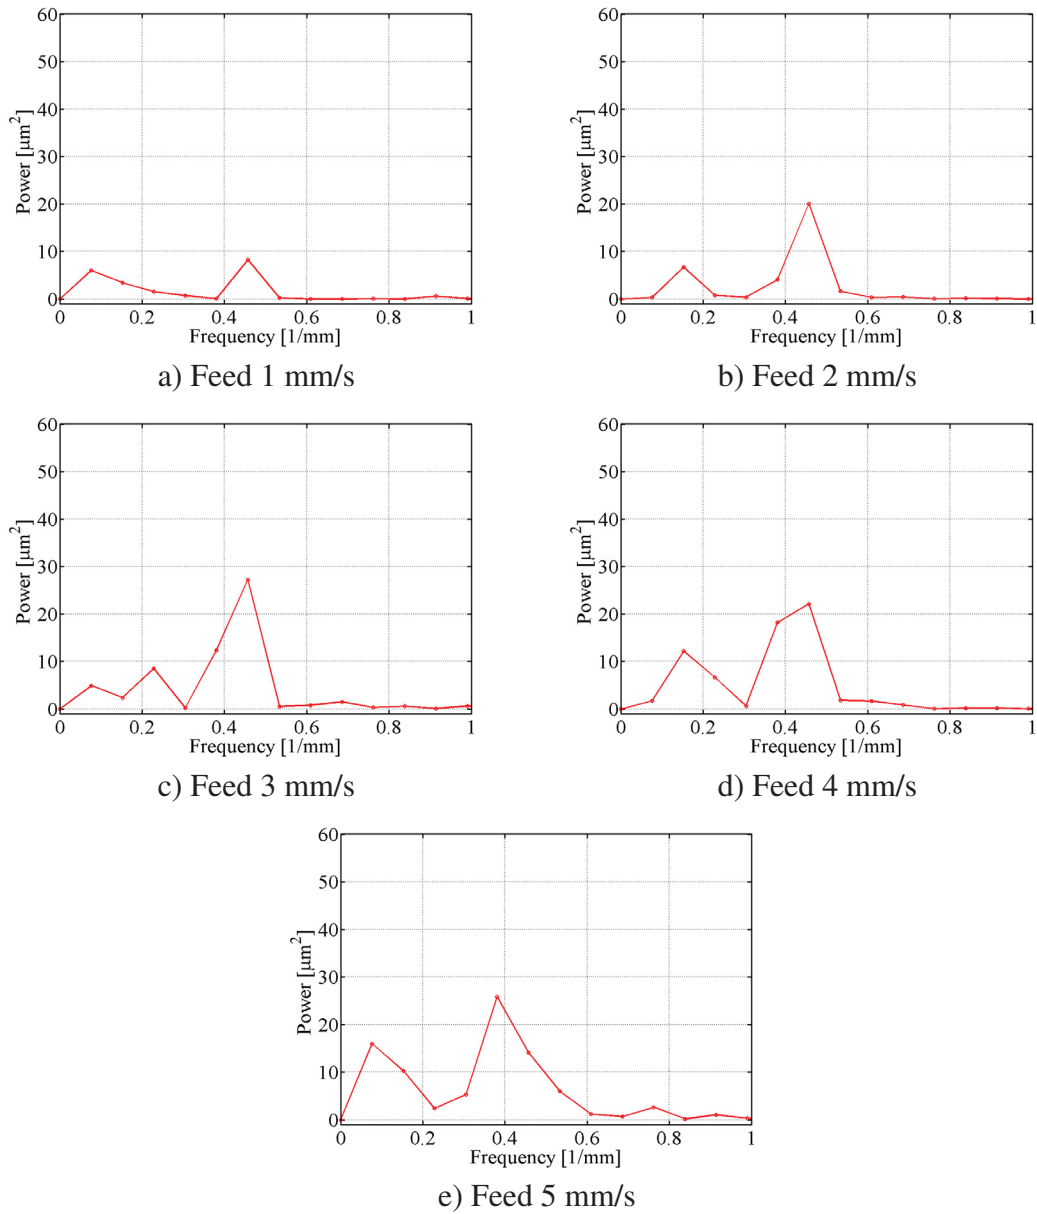 60
50
40
30
20
10
0
Power [μm²]
0 0.2 0.4 0.6 0.8 1
Frequency [1/mm]
a) Feed 1 mm/s
60
50
40
30
20
10
0
Power [μm²]
0 0.2 0.4 0.6 0.8 1
Frequency [1/mm]
b) Feed 2 mm/s
60
50
40
30
20
10
0
Power [μm²]
0 0.2 0.4 0.6 0.8 1
Frequency [1/mm]
c) Feed 3 mm/s
60
50
40
30
20
10
0
Power [μm²]
0 0.2 0.4 0.6 0.8 1
Frequency [1/mm]
d) Feed 4 mm/s
60
50
40
30
20
10
0
Power [μm²]
0 0.2 0.4 0.6 0.8 1
Frequency [1/mm]
e) Feed 5 mm/s